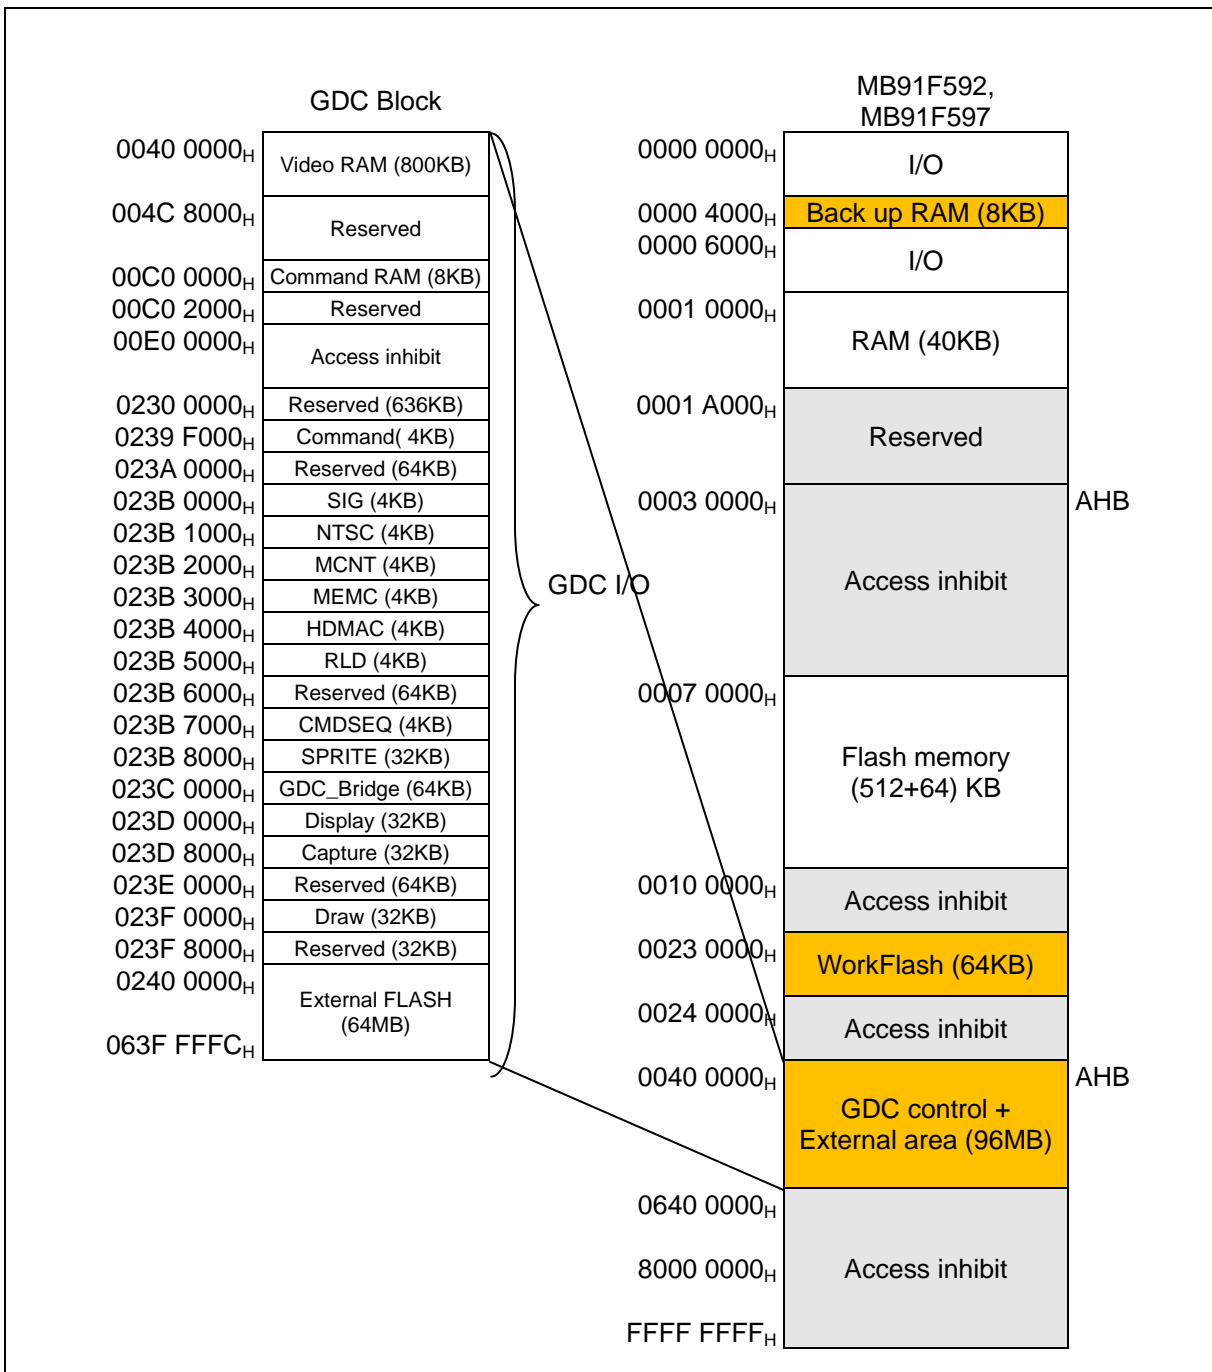 GDC Block
0040 0000H
Video RAM (800KB)
004C 8000H
Reserved
00C0 0000H
Command RAM (8KB)
00C0 2000H
Reserved
00E0 0000H
Access inhibit
0230 0000H
Reserved (636KB)
0239 F000H
Command( 4KB)
023A 0000H
Reserved (64KB)
023B 0000H
SIG (4KB)
023B 1000H
NTSC (4KB)
023B 2000H
MCNT (4KB)
023B 3000H
MEMC (4KB)
023B 4000H
HDMAC (4KB)
023B 5000H
RLD (4KB)
023B 6000H
Reserved (64KB)
023B 7000H
CMDSEQ (4KB)
023B 8000H
SPRITE (32KB)
023C 0000H
GDC_Bridge (64KB)
023D 0000H
Display (32KB)
023D 8000H
Capture (32KB)
023E 0000H
Reserved (64KB)
023F 0000H
Draw (32KB)
023F 8000H
Reserved (32KB)
0240 0000H
External FLASH
(64MB)
063F FFFCH
GDC I/O
MB91F592,
MB91F597
0000 0000H
I/O
0000 4000H
Back up RAM (8KB)
0000 6000H
I/O
0001 0000H
RAM (40KB)
0001 A000H
Reserved
0003 0000H
AHB
Access inhibit
0007 0000H
Flash memory
(512+64) KB
0010 0000H
Access inhibit
0023 0000H
WorkFlash (64KB)
0024 0000H
Access inhibit
0040 0000H
AHB
GDC control +
External area (96MB)
0640 0000H
8000 0000H
Access inhibit
FFFF FFFFH